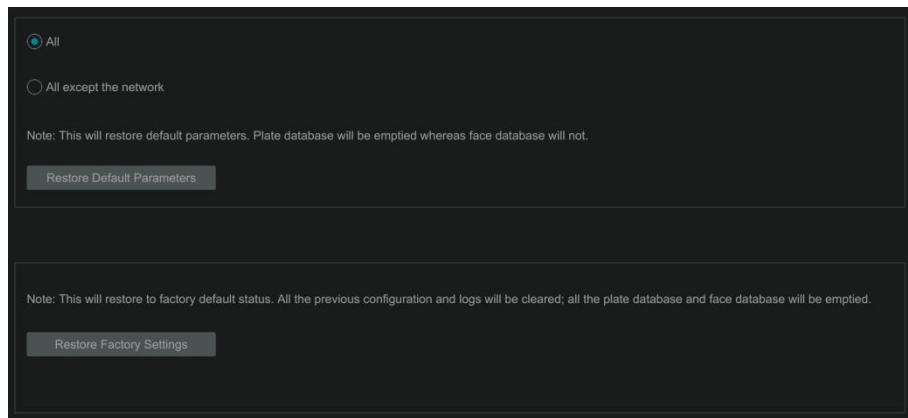 All
All except the network
Note: This will restore default parameters. Plate database will be emptied whereas face database will not.
Restore Default Parameters
Note: This will restore to factory default status. All the previous configuration and logs will be cleared; all the plate database and face database will be emptied.
Restore Factory Settings